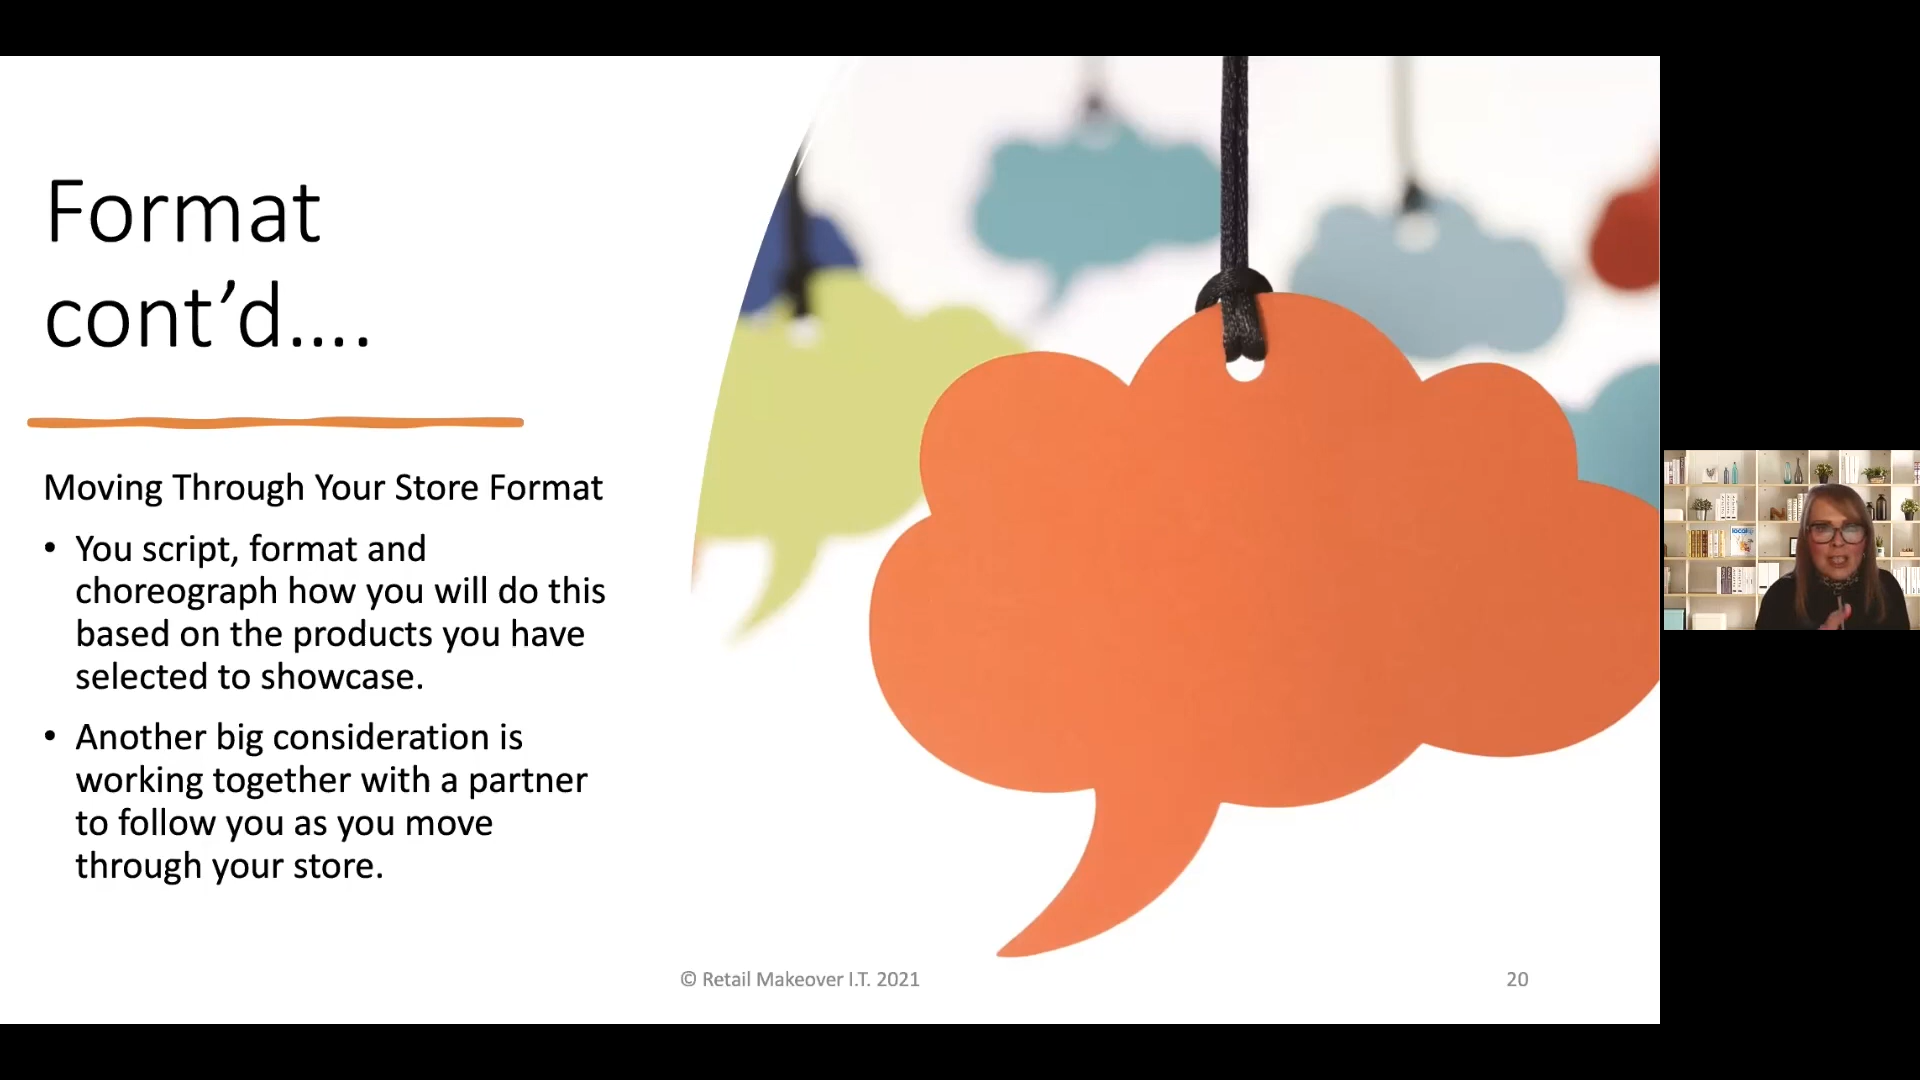 Format
cont’d….
Moving Through Your Store Format
• You script, format and
choreograph how you will do this
based on the products you have
selected to showcase.
• Another big consideration is
working together with a partner
to follow you as you move
through your store.
© Retail Makeover I.T. 2021
20